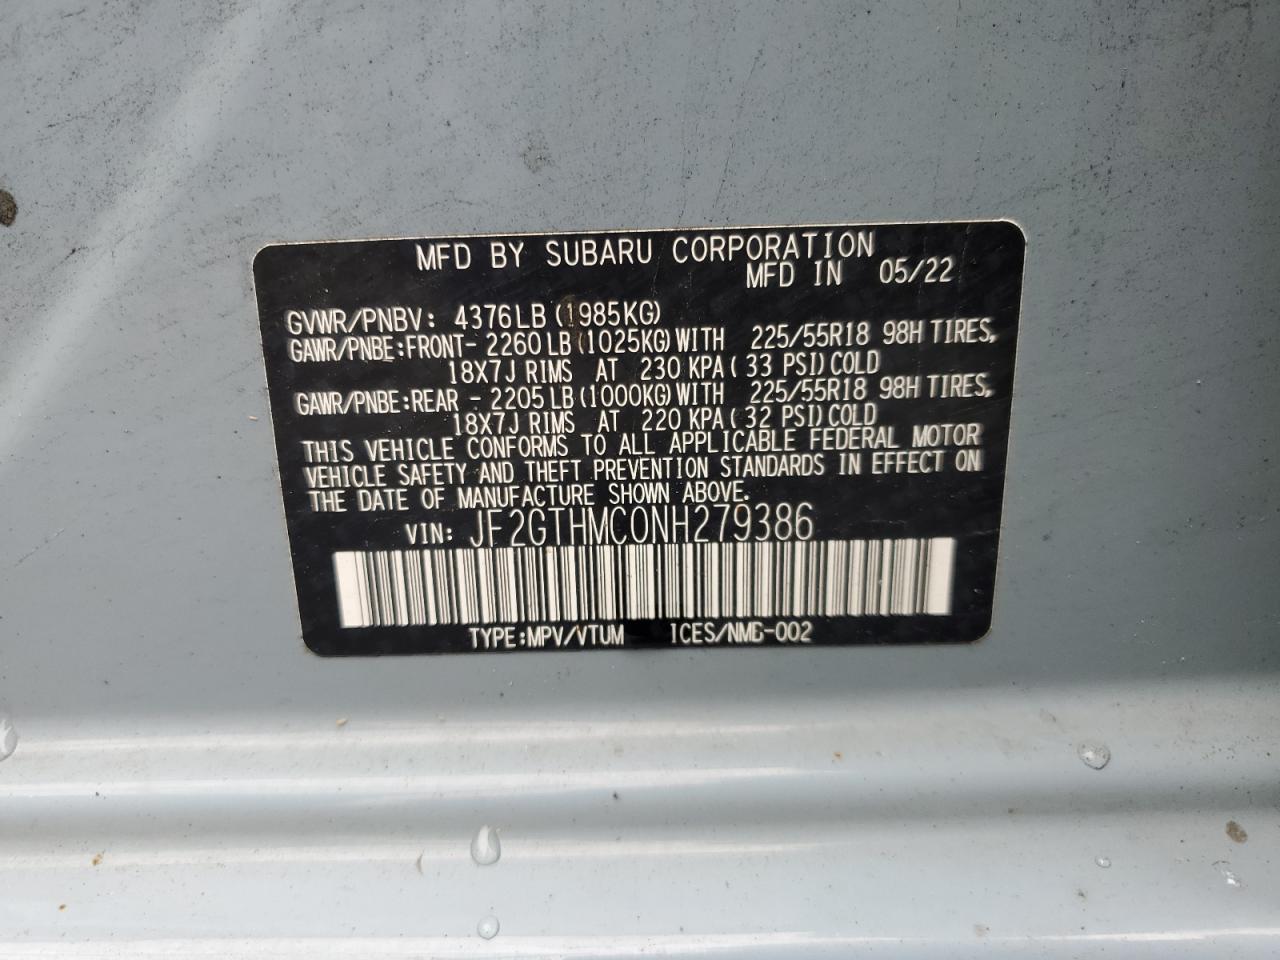 MFD BY SUBARU CORPORATION
MFD IN 05/22
GVWR/PNBV: 4376LB(1985KG)
GAWR/PNBE:FRONT- 2260LB(1025KG)WITH 225/55R18 98H TIRES,
18X7J RIMS AT 230 KPA( 33 PSI)COLD
GAWR/PNBE:REAR - 2205LB(1000KG)WITH 225/55R18 98H TIRES,
18X7J RIMS AT 220 KPA( 32 PSI)COLD
THIS VEHICLE CONFORMS TO ALL APPLICABLE FEDERAL MOTOR
VEHICLE SAFETY AND THEFT PREVENTION STANDARDS IN EFFECT ON
THE DATE OF MANUFACTURE SHOWN ABOVE.
VIN: JF2GTHMC0NH279386
TYPE:MPV/VTUM ICES/NMB-002